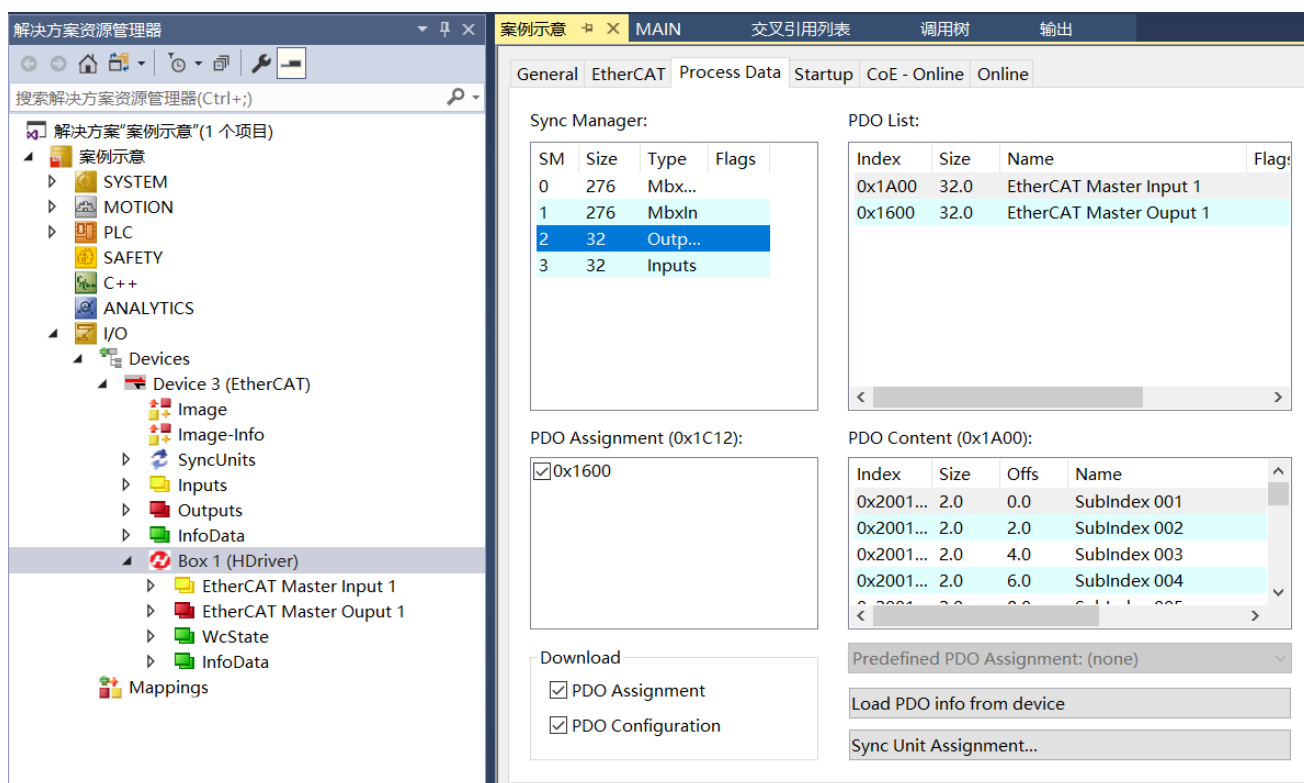 解决方案资源管理器
搜索解决方案资源管理器(Ctrl+;)
解决方案"案例示意"(1 个项目)
案例示意
SYSTEM
MOTION
PLC
SAFETY
C++
ANALYTICS
I/O
Devices
Device 3 (EtherCAT)
Image
Image-Info
SyncUnits
Inputs
Outputs
InfoData
Box 1 (HDriver)
EtherCAT Master Input 1
EtherCAT Master Ouput 1
WcState
InfoData
Mappings
案例示意 MAIN 交叉引用列表 调用树 输出
General EtherCAT Process Data Startup CoE - Online Online
Sync Manager:
SM Size Type Flags
0 276 Mbx...
1 276 MbxIn
2 32 Outp...
3 32 Inputs
PDO List:
Index Size Name Flags
0x1A00 32.0 EtherCAT Master Input 1
0x1600 32.0 EtherCAT Master Ouput 1
PDO Assignment (0x1C12):
0x1600
PDO Content (0x1A00):
Index Size Offs Name
0x2001... 2.0 0.0 SubIndex 001
0x2001... 2.0 2.0 SubIndex 002
0x2001... 2.0 4.0 SubIndex 003
0x2001... 2.0 6.0 SubIndex 004
Download
PDO Assignment
PDO Configuration
Predefined PDO Assignment: (none)
Load PDO info from device
Sync Unit Assignment...